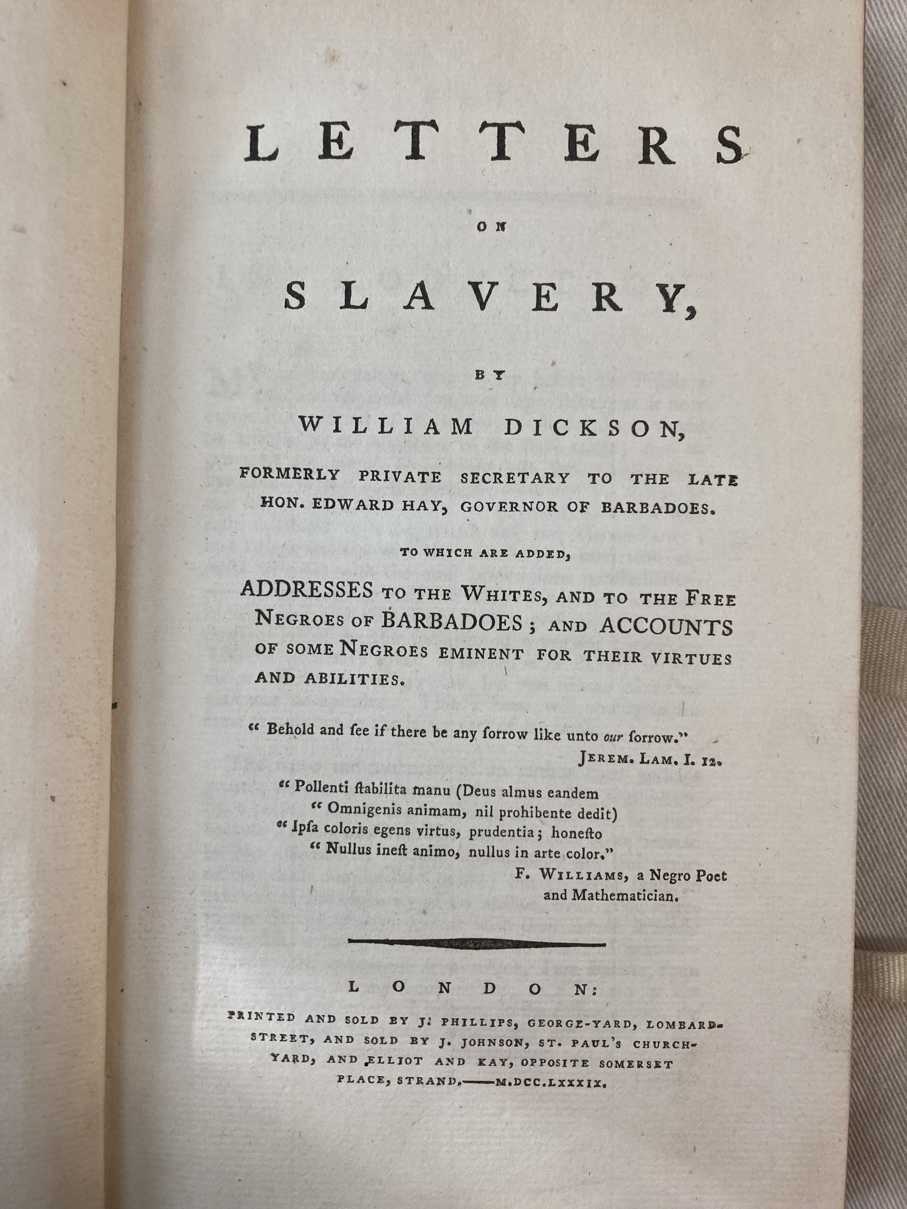 LETTERS
ON
SLAVERY,
BY
WILLIAM DICKSON,
FORMERLY PRIVATE SECRETARY TO THE LATE
HON. EDWARD HAY, GOVERNOR OF BARBADOES.
TO WHICH ARE ADDED,
ADDRESSES TO THE WHITES, AND TO THE FREE
NEGROES OF BARBADOES; AND ACCOUNTS
OF SOME NEGROES EMINENT FOR THEIR VIRTUES
AND ABILITIES.
“ Behold and ſee if there be any ſorrow like unto our ſorrow.”
JEREM. LAM. I. 12.
“ Pollenti ſtabilita manu (Deus almus eandem
“ Omnigenis animam, nil prohibente dedit)
“ Ipſa coloris egens virtus, prudentia; honeſto
“ Nullus ineſt animo, nullus in arte color.”
F. WILLIAMS, a Negro Poet
and Mathematician.
LONDON:
PRINTED AND SOLD BY J. PHILLIPS, GEORGE-YARD, LOMBARD-
STREET, AND SOLD BY J. JOHNSON, ST. PAUL'S CHURCH-
YARD, AND ELLIOT AND KAY, OPPOSITE SOMERSET
PLACE, STRAND.—M.DCC.LXXXIX.